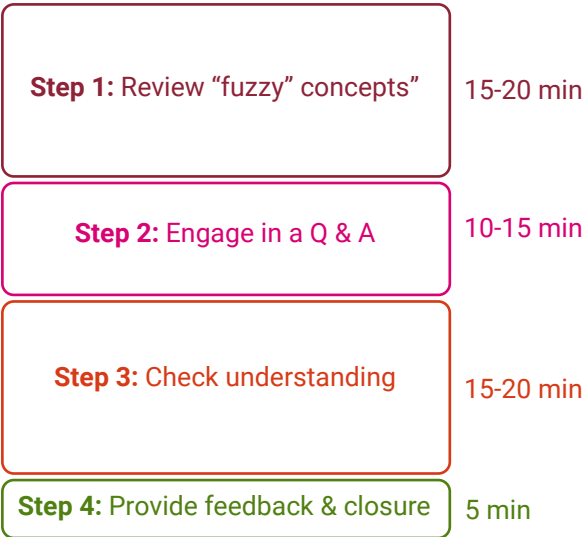 Step 1: Review “fuzzy” concepts”
15-20 min
Step 2: Engage in a Q & A
10-15 min
Step 3: Check understanding
15-20 min
Step 4: Provide feedback & closure
5 min